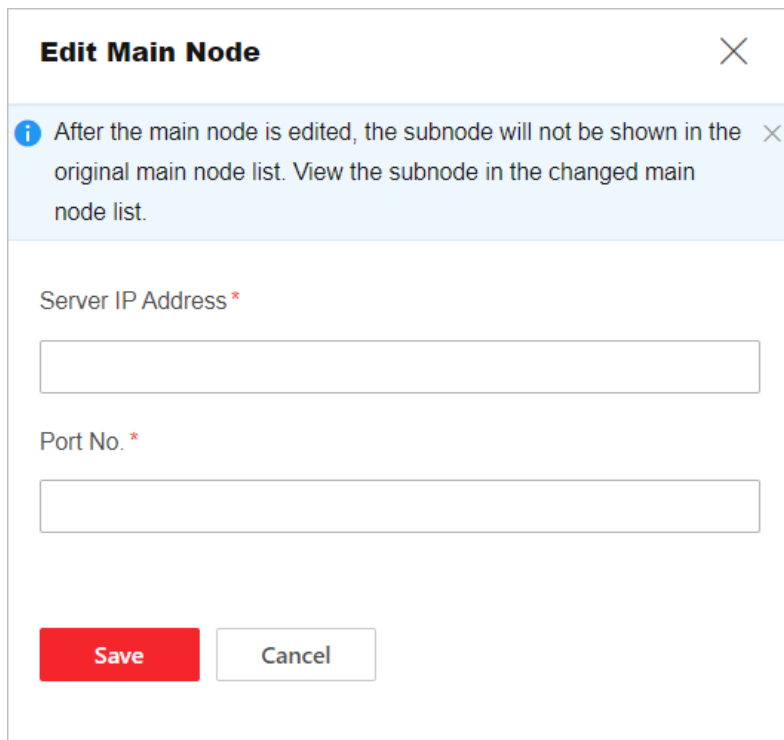 Edit Main Node
After the main node is edited, the subnode will not be shown in the
original main node list. View the subnode in the changed main
node list.
Server IP Address *
Port No. *
Save
Cancel